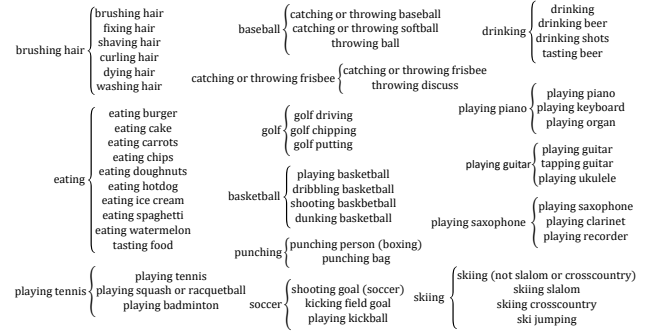 brushing hair
brushing hair
fixing hair
shaving hair
curling hair
dying hair
washing hair
eating
eating burger
eating cake
eating carrots
eating chips
eating doughnuts
eating hotdog
eating ice cream
eating spaghetti
eating watermelon
tasting food
playing tennis
playing tennis
playing squash or racquetball
playing badminton
baseball
catching or throwing baseball
catching or throwing softball
throwing ball
catching or throwing frisbee
catching or throwing frisbee
throwing discuss
golf
golf driving
golf chipping
golf putting
basketball
playing basketball
dribbling basketball
shooting baskbetball
dunking basketball
punching
punching person (boxing)
punching bag
soccer
shooting goal (soccer)
kicking field goal
playing kickball
drinking
drinking
drinking beer
drinking shots
tasting beer
playing piano
playing piano
playing keyboard
playing organ
playing guitar
playing guitar
tapping guitar
playing ukulele
playing saxophone
playing saxophone
playing clarinet
playing recorder
skiing
skiing (not slalom or crosscountry)
skiing slalom
skiing crosscountry
ski jumping